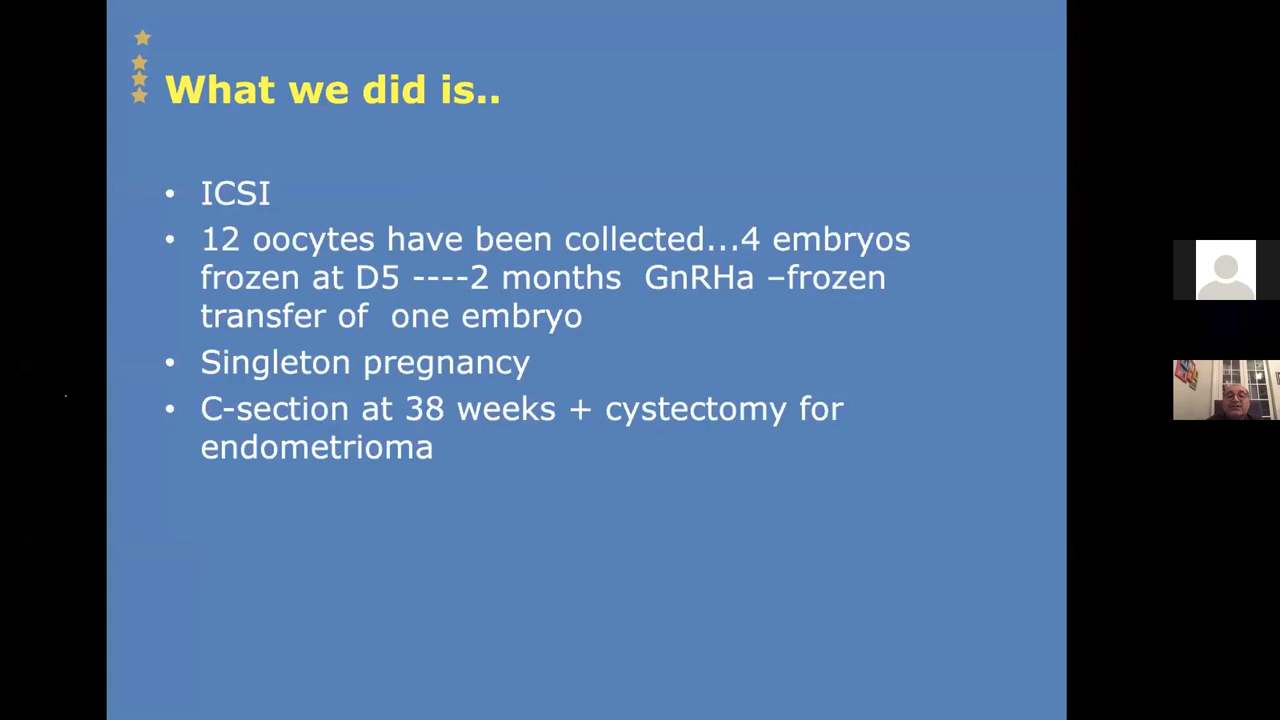 What we did is..
• ICSI
• 12 oocytes have been collected...4 embryos
frozen at D5 ----2 months  GnRHa –frozen
transfer of  one embryo
• Singleton pregnancy
• C-section at 38 weeks + cystectomy for
endometrioma